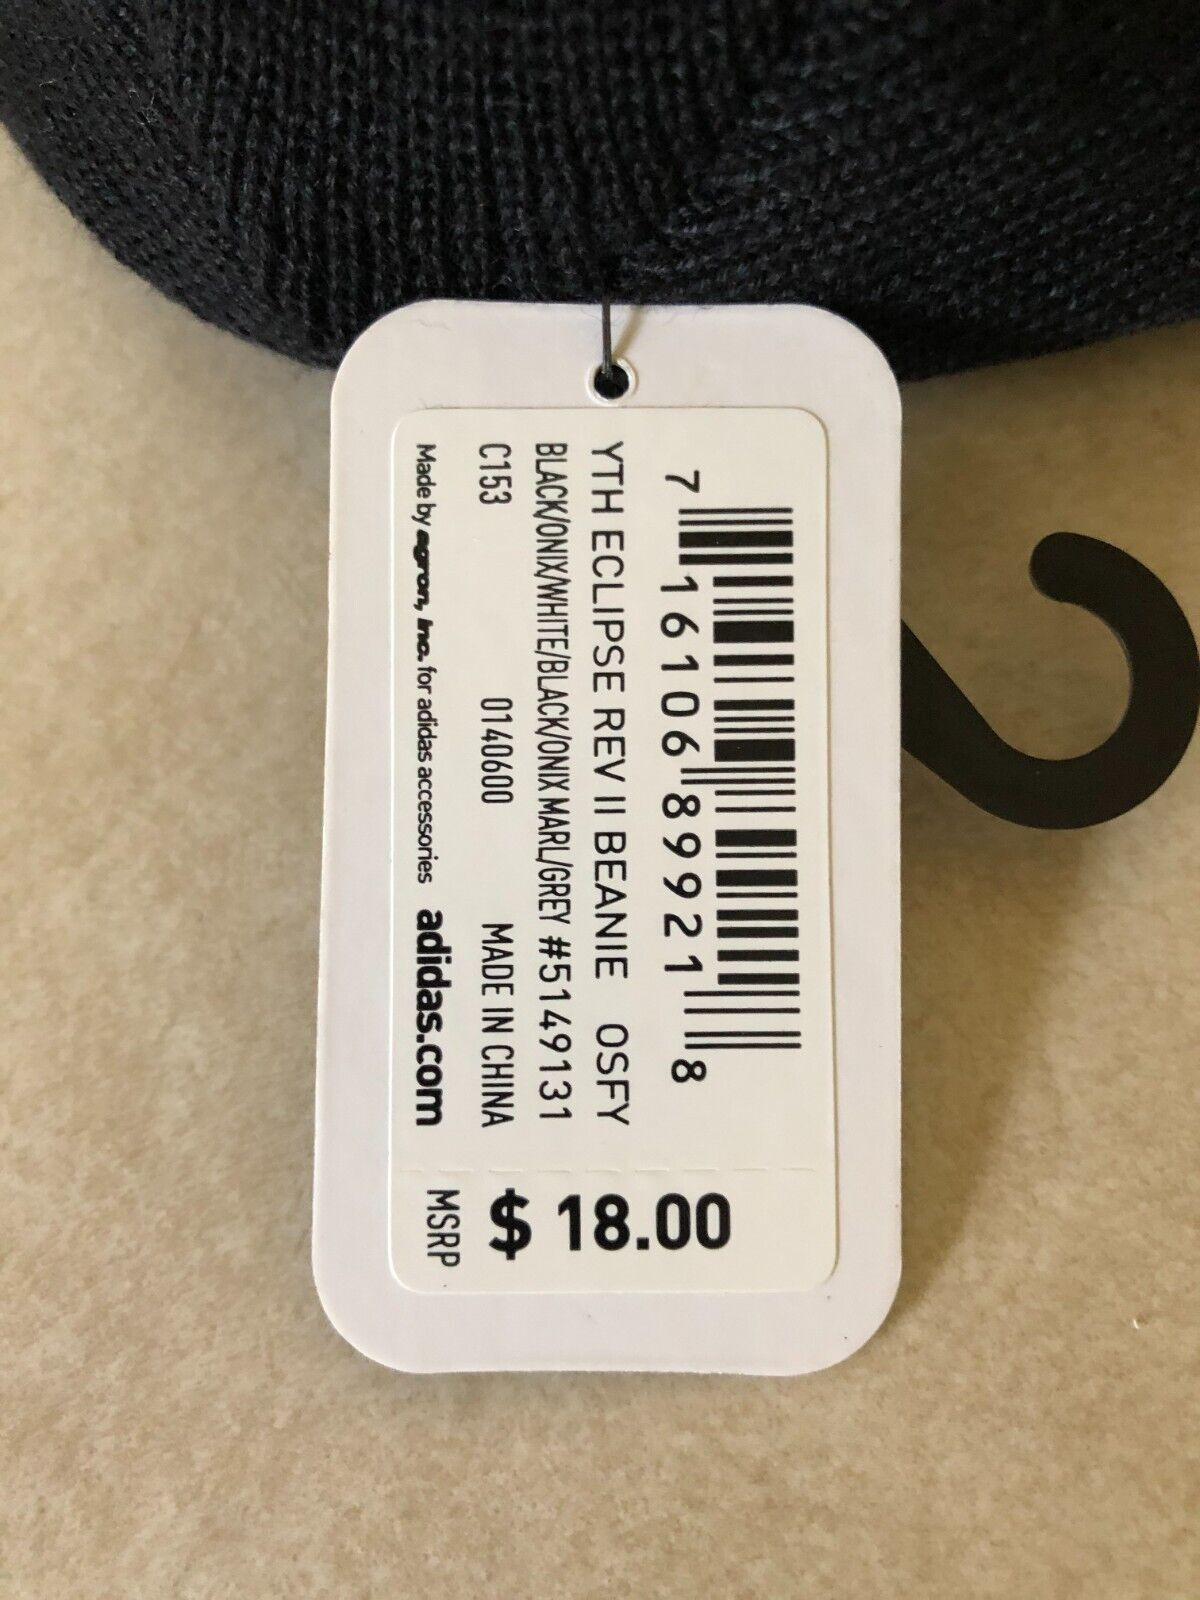 7 16106 89921 8
YTH ECLIPSE REV II BEANIE OSFY
BLACK/ONIX/WHITE/BLACK/ONIX MARL/GREY #5149131
C153 0140600 MADE IN CHINA
Made by agron, inc. for adidas accessories adidas.com
18.00
$
MSRP